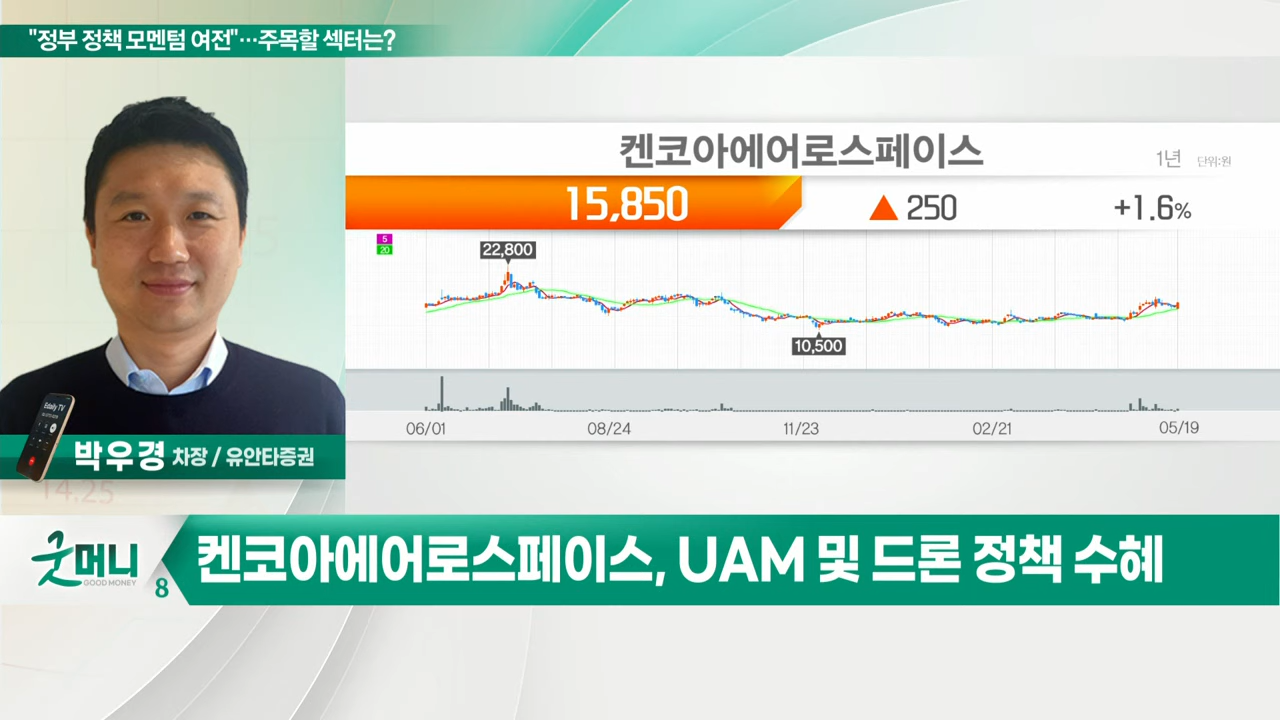 "정부 정책 모멘텀 여전"…주목할 섹터는?
켄코아에어로스페이스
1년 단위:원
15,850 ▲ 250 +1.6%
5
20
22,800
10,500
06/01 08/24 11/23 02/21 05/19
Edaily TV
박우경 차장 / 유안타증권
14.25
굿머니
GOOD MONEY
8
켄코아에어로스페이스, UAM 및 드론 정책 수혜